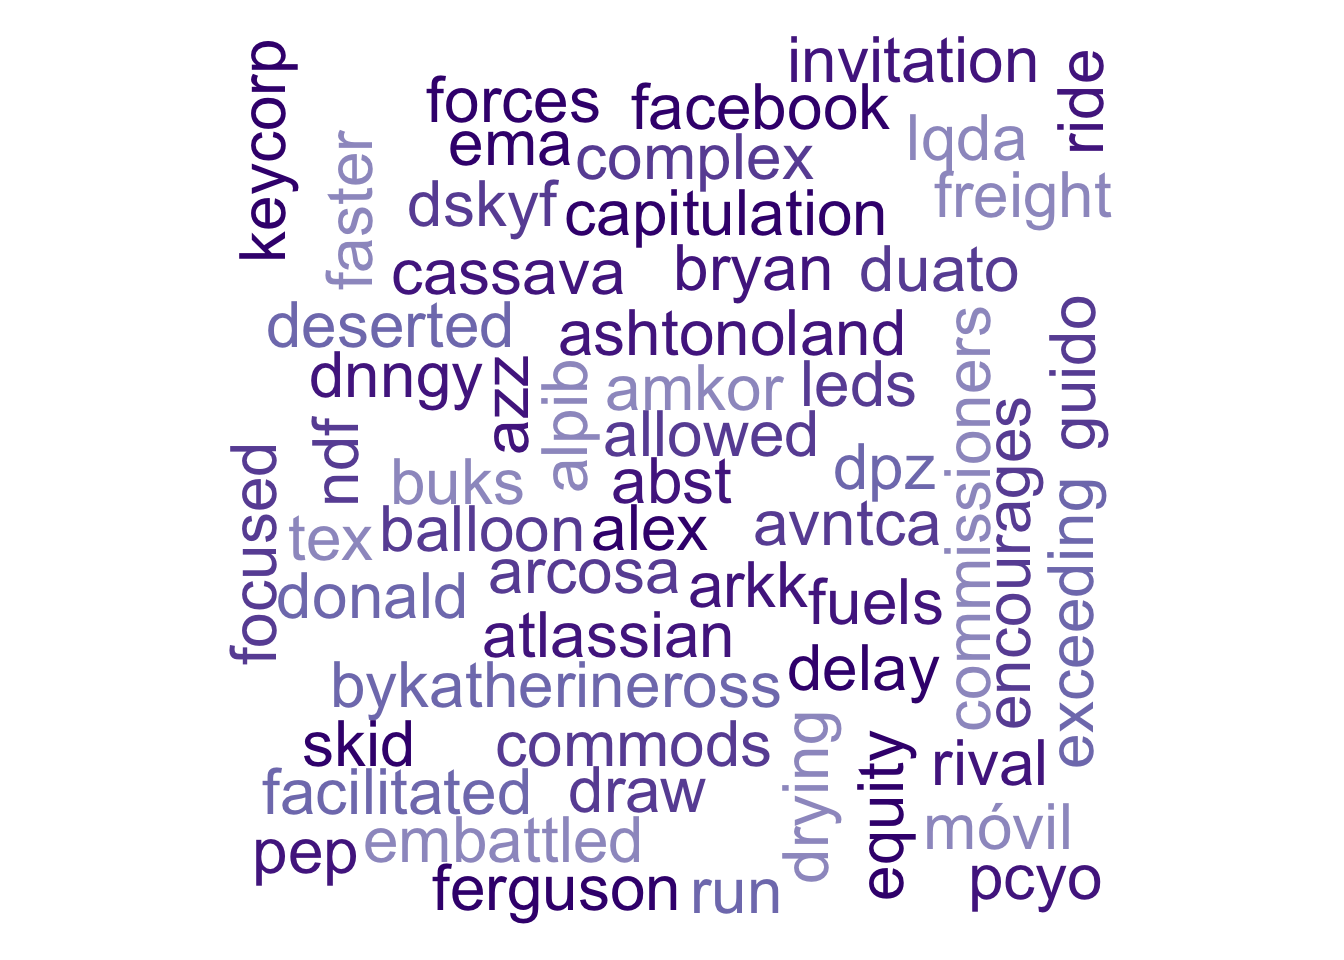 keycorp
invitation
ride
forces
facebook
ema
complex
lqda
faster
dskyf
capitulation
freight
cassava
bryan
duato
deserted
ashtonoland
commissioners
guido
dnngy
azz
alpib
amkor
leds
ndf
allowed
encourages
focused
buks
abst
dpz
exceeding
tex
balloon
alex
avntca
donald
arcosa
arkk
fuels
atlassian
bykatherineross
delay
skid
commods
drying
equity
rival
facilitated
draw
móvil
pep
embattled
ferguson
run
pcyo